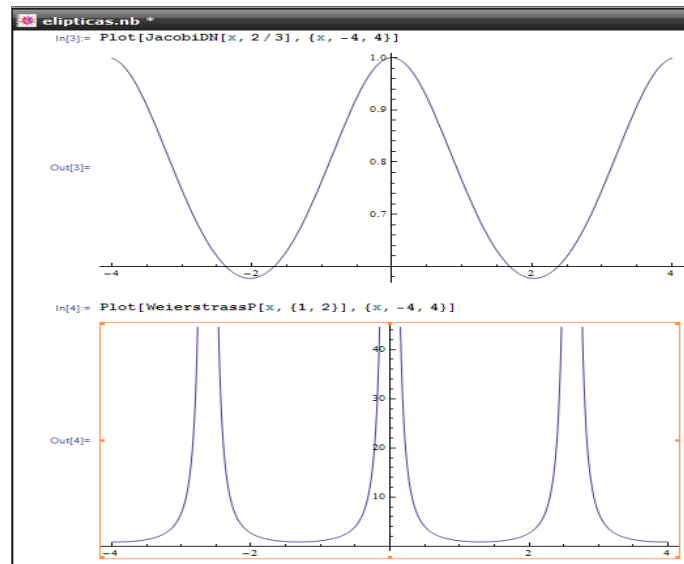 elipticas.nb *
In[3]:= Plot[JacobiDN[x, 2/3], {x, -4, 4}]
1.0
0.9
Out[3]= 0.8
0.7
-4 -2 2 4
In[4]:= Plot[WeierstrassP[x, {1, 2}], {x, -4, 4}]
40
30
Out[4]= 20
10
-4 -2 2 4